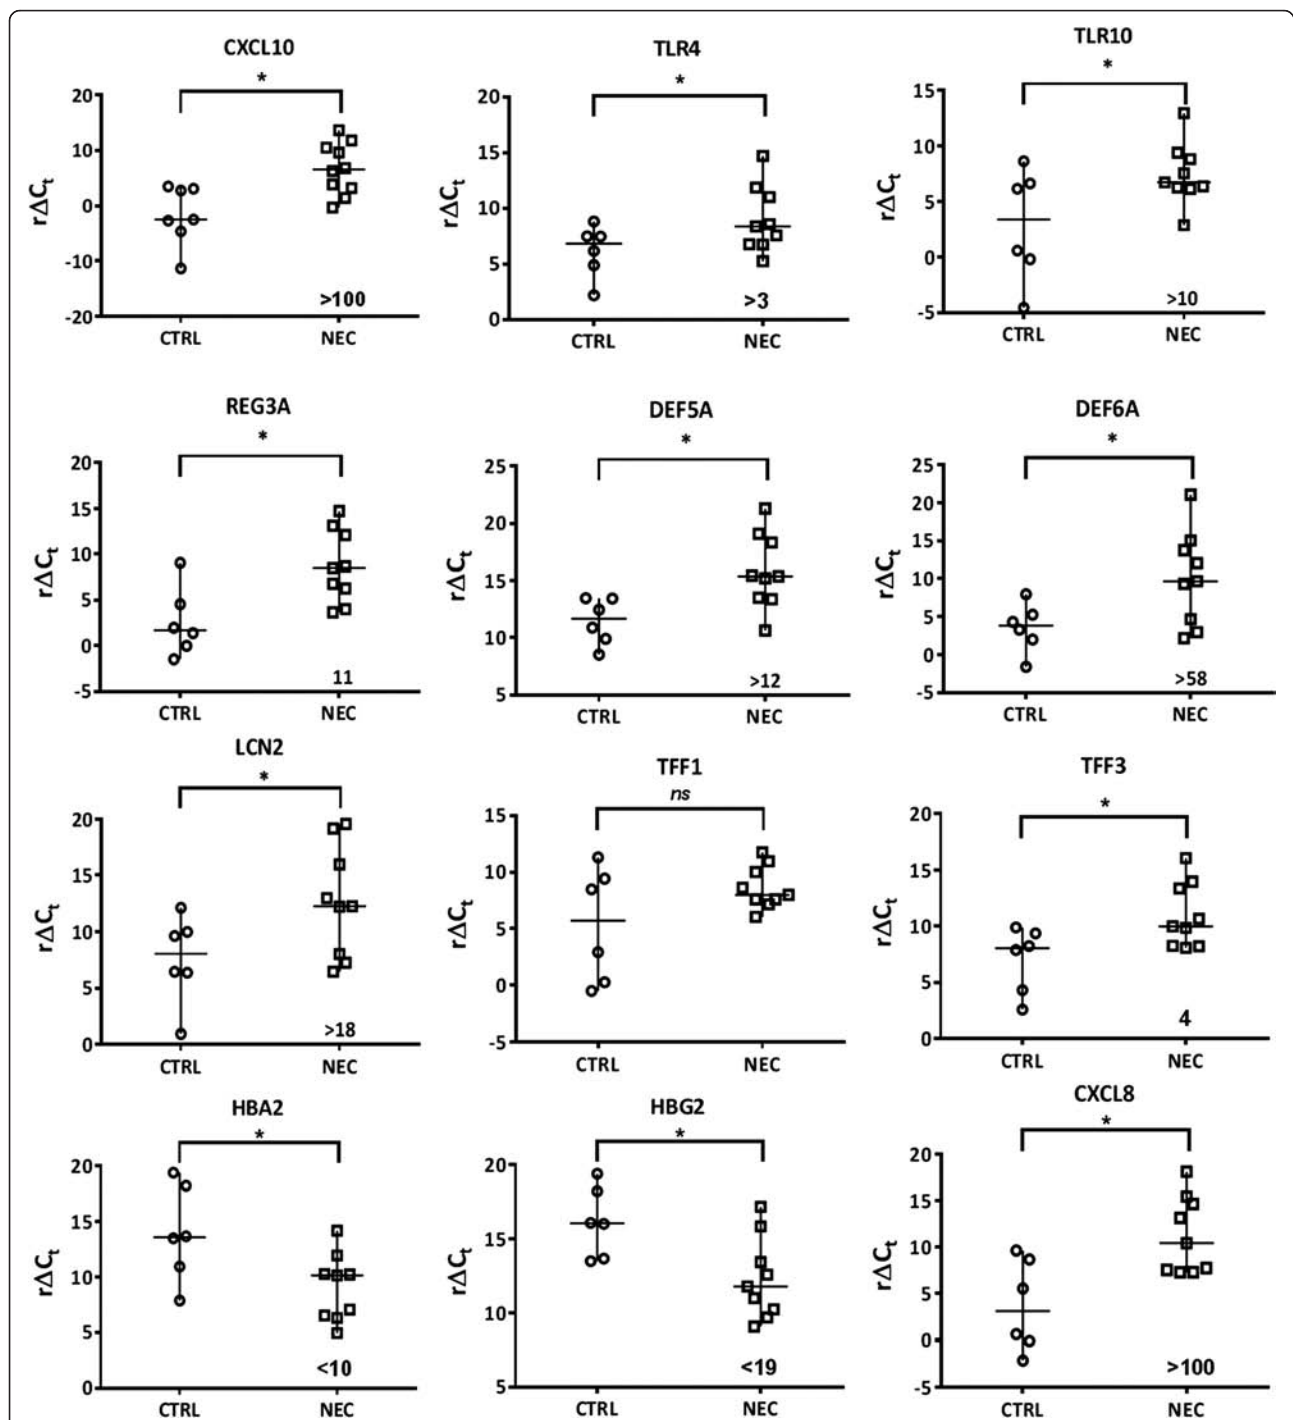 CXCL10
*
20
10
0
-10
-20
rΔCt
>100
CTRL
NEC
TLR4
*
20
15
10
5
0
rΔCt
>3
CTRL
NEC
TLR10
*
15
10
5
0
-5
rΔCt
>10
CTRL
NEC
REG3A
*
20
15
10
5
0
-5
rΔCt
11
CTRL
NEC
DEF5A
*
25
20
15
10
5
rΔCt
>12
CTRL
NEC
DEF6A
*
25
20
15
10
5
0
-5
rΔCt
>58
CTRL
NEC
LCN2
*
20
15
10
5
0
rΔCt
>18
CTRL
NEC
TFF1
ns
15
10
5
0
-5
rΔCt
CTRL
NEC
TFF3
*
20
15
10
5
0
rΔCt
4
CTRL
NEC
HBA2
*
20
15
10
5
0
rΔCt
<10
CTRL
NEC
HBG2
*
20
15
10
5
rΔCt
<19
CTRL
NEC
CXCL8
*
20
15
10
5
0
-5
rΔCt
>100
CTRL
NEC